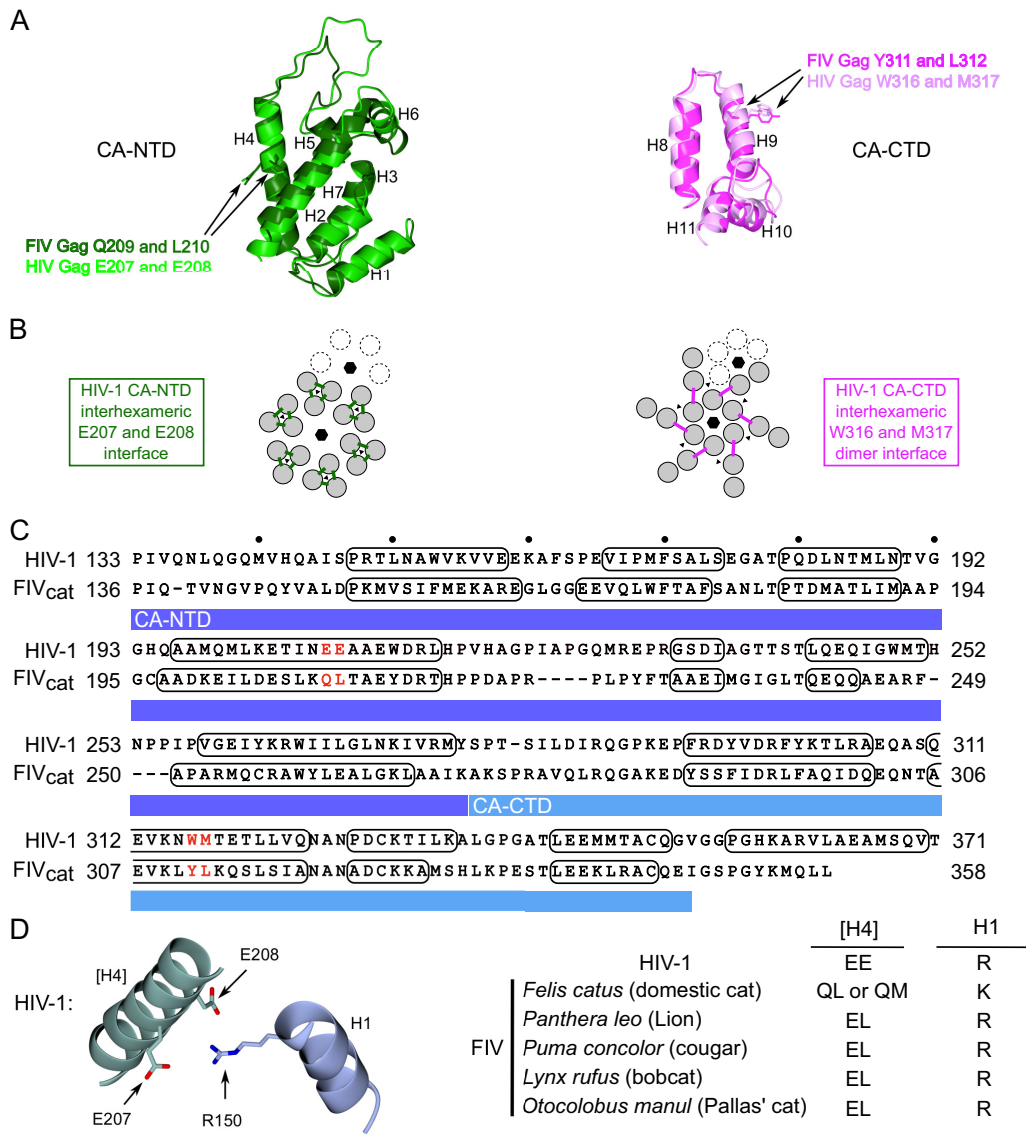 A
CA-NTD
H4
H5
H6
H3
H7
H2
H1
FIV Gag Q209 and L210
HIV Gag E207 and E208
FIV Gag Y311 and L312
HIV Gag W316 and M317
H8
H9
CA-CTD
H11
H10
B
HIV-1 CA-NTD
interhexameric
E207 and E208
interface
HIV-1 CA-CTD
interhexameric
W316 and M317
dimer interface
C
HIV-1 133 PIVQNLQGQMVHQAISPRTLNAWVKVVEEKAFSPEVIPMFSALSEGATPQDLNTMLNTVG 192
FIVcat 136 PIQ-TVNGVPQYVALDPKMVSIFMEKAREGLGGEEVQLWFTAFSANLTPTDMATLIMAAP 194
CA-NTD
HIV-1 193 GHQAAMQMLKETINEEAAEWDRLHPVHAGPIAPGQMREPRGSDIAGTTSTLQEQIGWMTH 252
FIVcat 195 GCAADKEILDESLKQLTAEYDRTHPPDAPR----PLPYFTAAEIMGIGLTQEQQAEARF- 249
HIV-1 253 NPPIPVGEIYKRWIILGLNKIVRMYSPT-SILDIRQGPKEPFRDYVDRFYKTLRAEQASQ 311
FIVcat 250 ---APARMQCRAWYLEALGKLAAIKAKSPRAVQLRQGAKEDYSSFIDRLFAQIDQEQNTA 306
CA-CTD
HIV-1 312 EVKNWMTETLLVQNANPDCKTILKALGPGATLEEMMTACQGVGGPGHKARVLAEAMSQVT 371
FIVcat 307 EVKLYLKQSLSIANANADCKKAMSHLKPESTLEEKLRACQEIGSPGYKMQLL 358
D
HIV-1:
[H4]
E208
H1
E207
R150
[H4] H1
HIV-1 EE R
FIV
Felis catus (domestic cat) QL or QM K
Panthera leo (Lion) EL R
Puma concolor (cougar) EL R
Lynx rufus (bobcat) EL R
Otocolobus manul (Pallas' cat) EL R